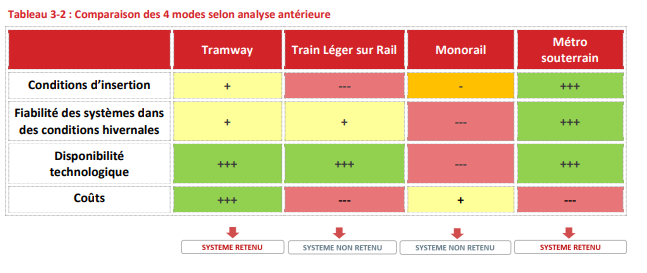 Tableau 3-2 : Comparaison des 4 modes selon analyse antérieure
Tramway Train Léger sur Rail Monorail Métro
souterrain
Conditions d’insertion + --- - +++
Fiabilité des systèmes dans
des conditions hivernales + + --- +++
Disponibilité
technologique +++ +++ --- +++
Coûts +++ --- + ---
SYSTEME RETENU SYSTEME NON RETENU SYSTEME NON RETENU SYSTEME RETENU